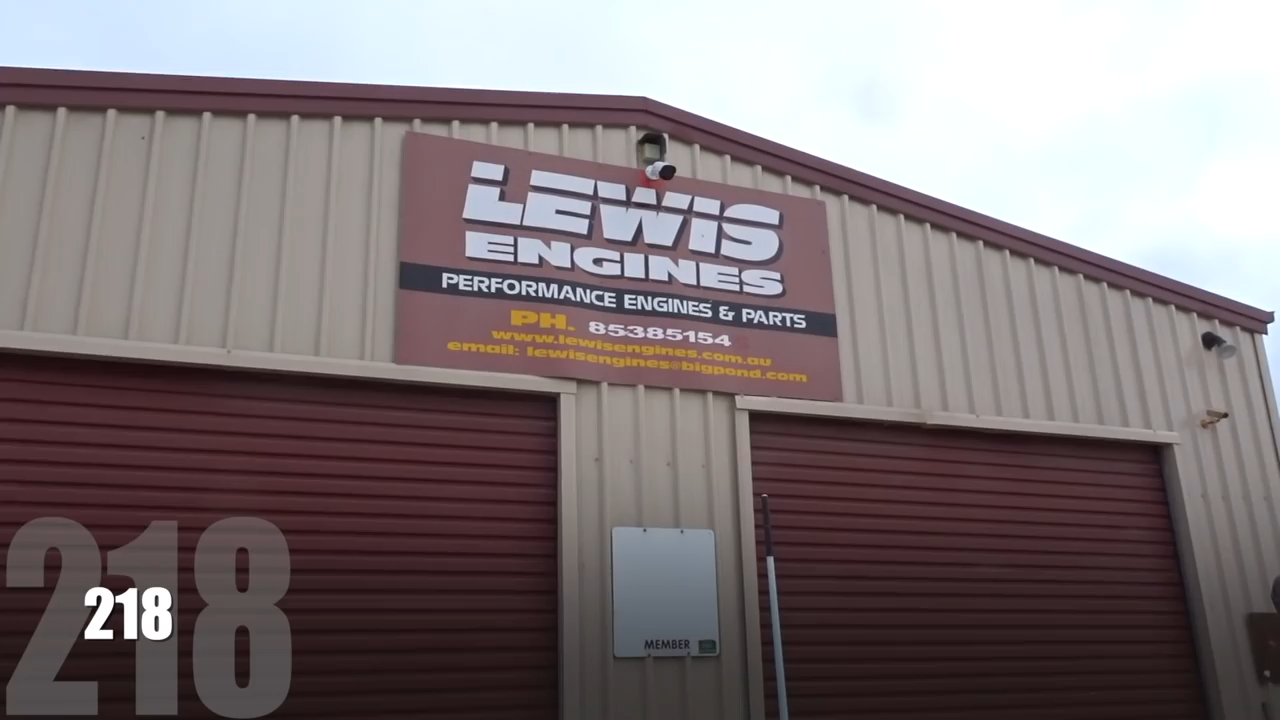 LEWIS
ENGINES
PERFORMANCE ENGINES & PARTS
PH. 85385154
www.lewisengines.com.au
email: lewisengines@bigpond.com
MEMBER
218
218